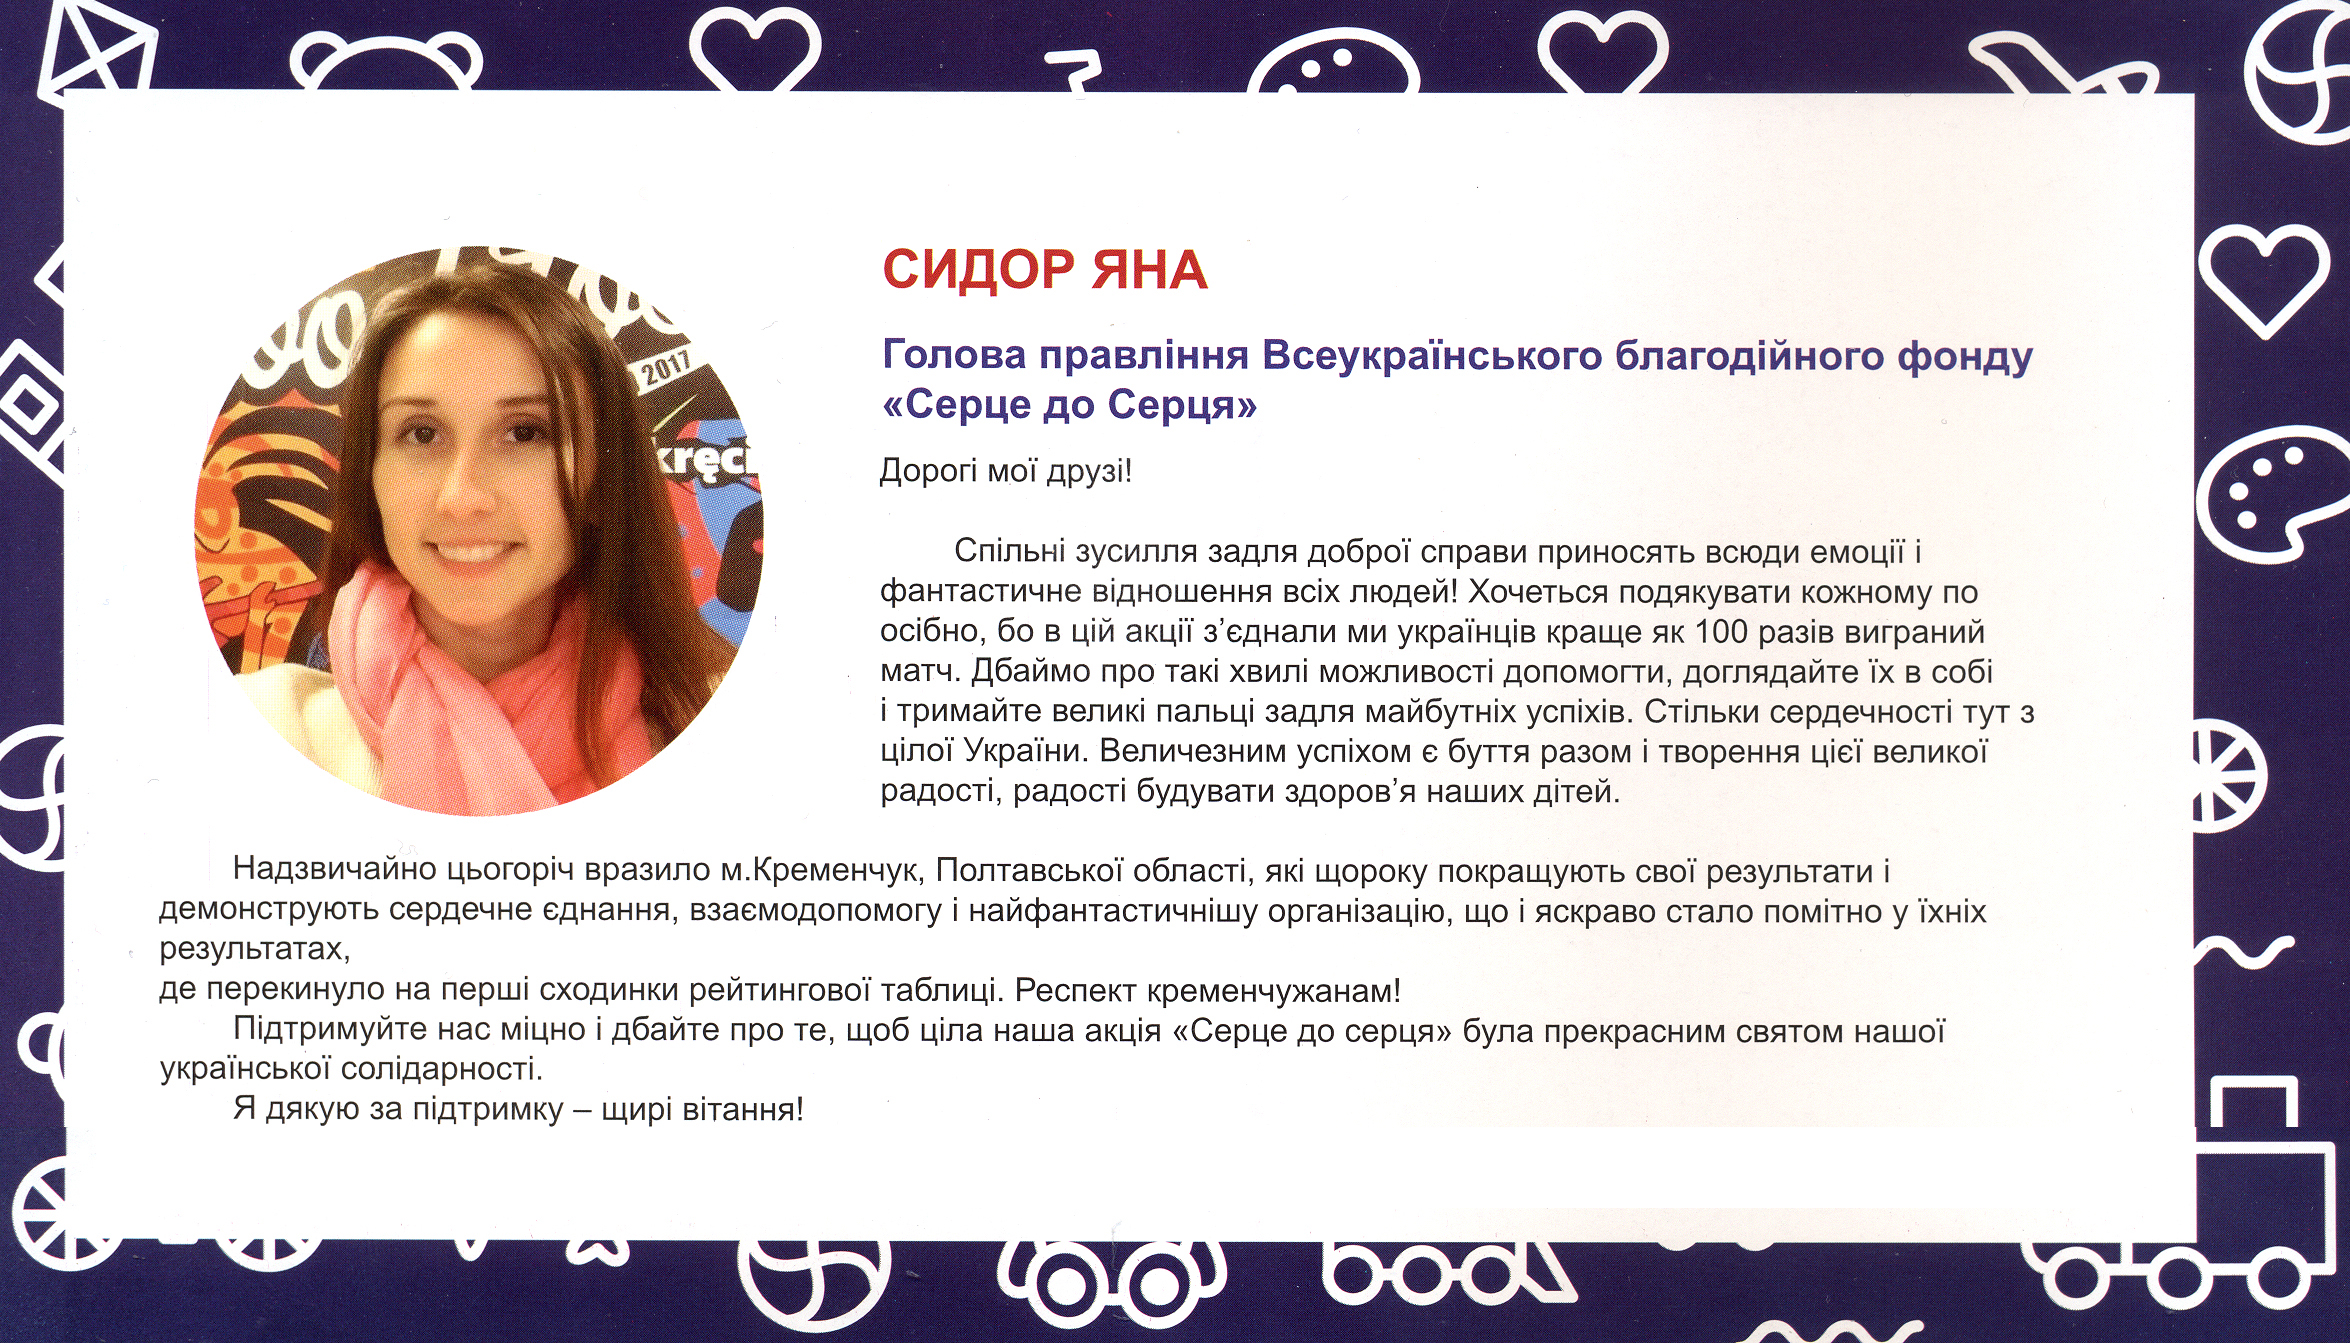 2017
kręci
СИДОР ЯНА
Голова правління Всеукраїнського благодійного фонду
«Серце до Серця»
Дорогі мої друзі!
Спільні зусилля задля доброї справи приносять всюди емоції і
фантастичне відношення всіх людей! Хочеться подякувати кожному по
осібно, бо в цій акції з’єднали ми українців краще як 100 разів виграний
матч. Дбаймо про такі хвилі можливості допомогти, доглядайте їх в собі
і тримайте великі пальці задля майбутніх успіхів. Стільки сердечності тут з
цілої України. Величезним успіхом є буття разом і творення цієї великої
радості, радості будувати здоров’я наших дітей.
Надзвичайно цьогоріч вразило м.Кременчук, Полтавської області, які щороку покращують свої результати і
демонструють сердечне єднання, взаємодопомогу і найфантастичнішу організацію, що і яскраво стало помітно у їхніх
результатах,
де перекинуло на перші сходинки рейтингової таблиці. Респект кременчужанам!
Підтримуйте нас міцно і дбайте про те, щоб ціла наша акція «Серце до серця» була прекрасним святом нашої
української солідарності.
Я дякую за підтримку – щирі вітання!